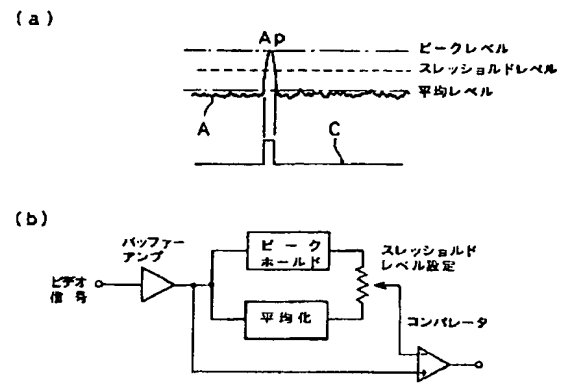 (a)
Ap
ピークレベル
スレッショルドレベル
平均レベル
A
C
(b)
バッファー
アンプ
ピーク
ホールド
スレッショルド
レベル設定
ビデオ
信号
平均化
コンパレータ